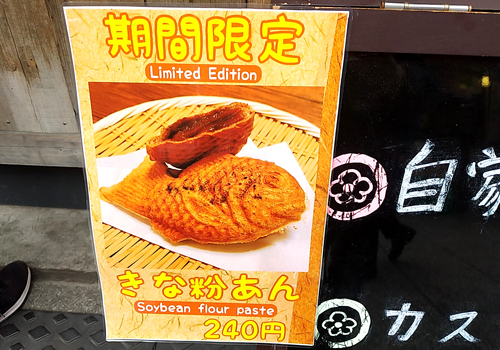 期間限定
Limited Edition
きな粉あん
Soybean flour paste
240円
自家
カス